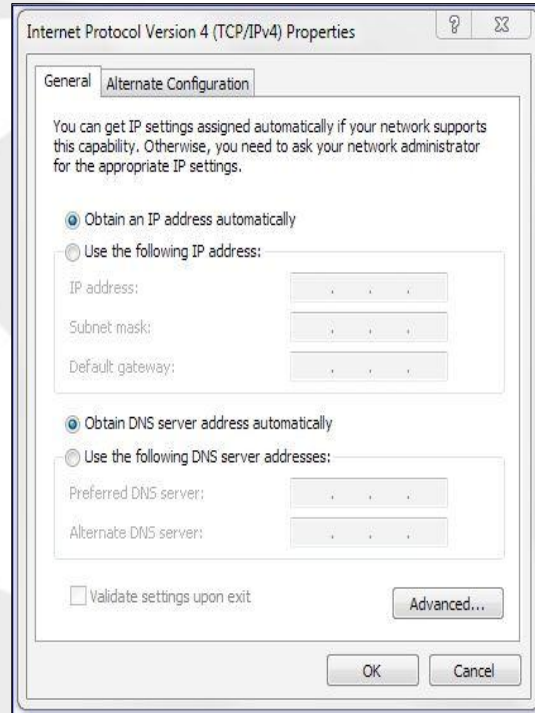 Internet Protocol Version 4 (TCP/IPv4) Properties
?
General
Alternate Configuration
You can get IP settings assigned automatically if your network supports
this capability. Otherwise, you need to ask your network administrator
for the appropriate IP settings.
Obtain an IP address automatically
Use the following IP address:
IP address:
Subnet mask:
Default gateway:
Obtain DNS server address automatically
Use the following DNS server addresses:
Preferred DNS server:
Alternate DNS server:
Validate settings upon exit
Advanced...
OK
Cancel